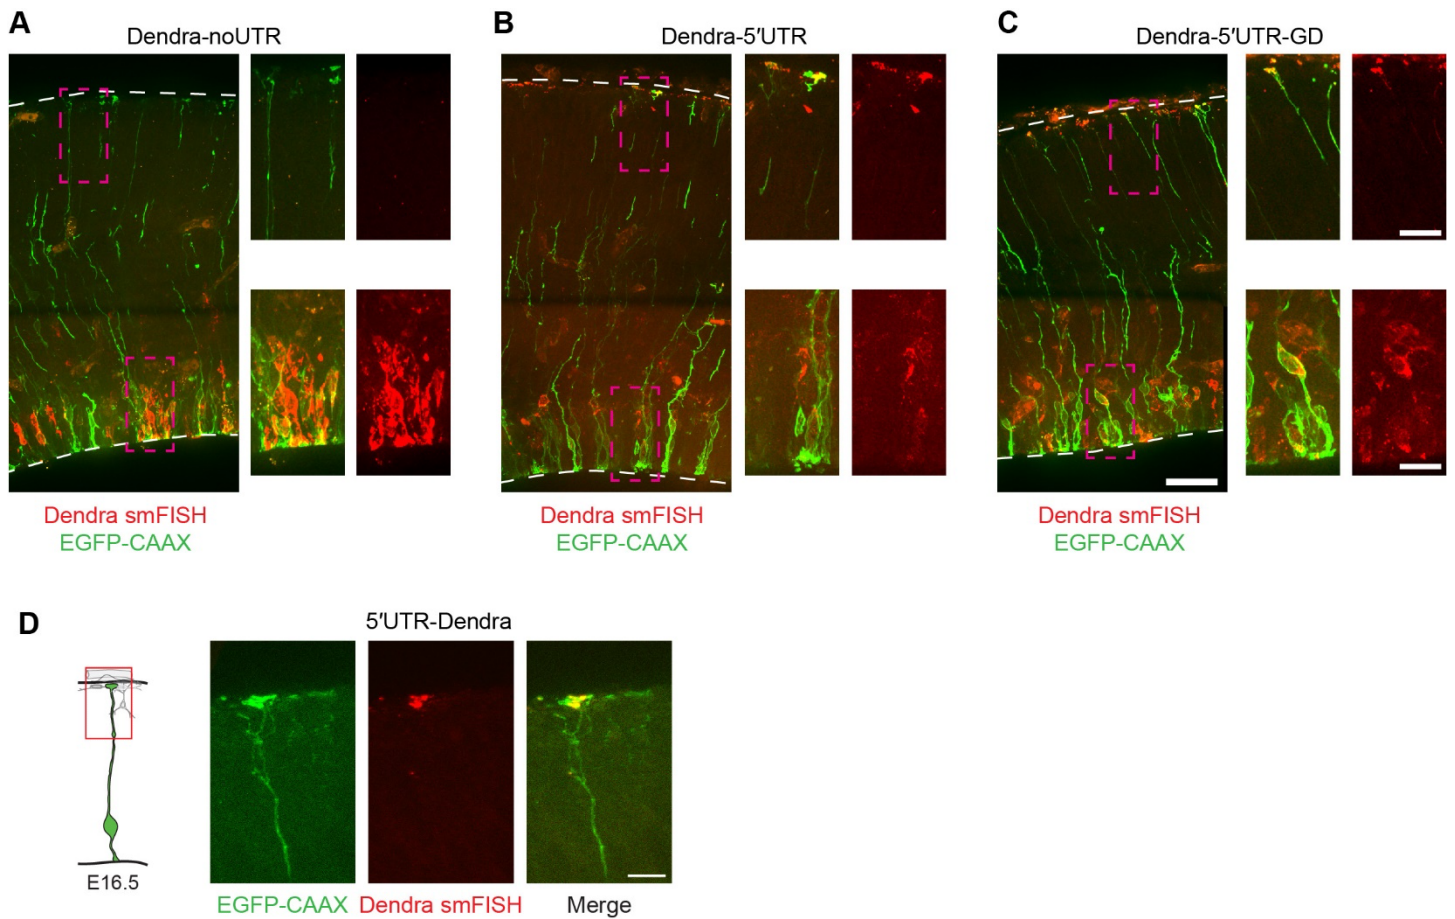 A
Dendra-noUTR
Dendra smFISH
EGFP-CAAX
B
Dendra-5′UTR
Dendra smFISH
EGFP-CAAX
C
Dendra-5′UTR-GD
Dendra smFISH
EGFP-CAAX
D
5′UTR-Dendra
E16.5
EGFP-CAAX
Dendra smFISH
Merge